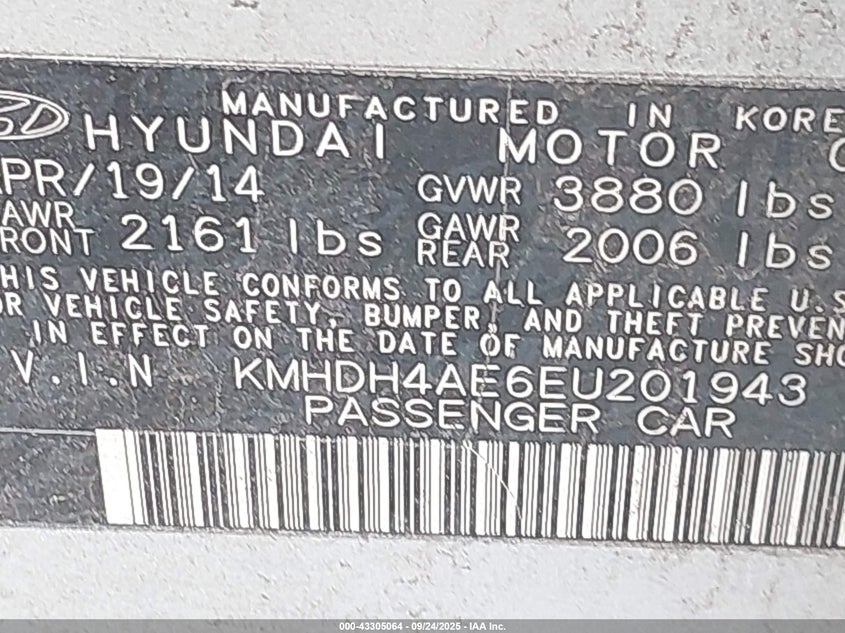 MANUFACTURED IN KORE
HYUNDAI MOTOR C
PR/19/14 GVWR 3880 lbs
AWR
RONT 2161 lbs GAWR
REAR 2006 lbs
HIS VEHICLE CONFORMS TO ALL APPLICABLE U.S
OR VEHICLE SAFETY, BUMPER, AND THEFT PREVEN
IN EFFECT ON THE DATE OF MANUFACTURE SHO
V.I.N KMHDH4AE6EU201943
PASSENGER CAR
000-43305064 - 09/24/2025 - IAA Inc.